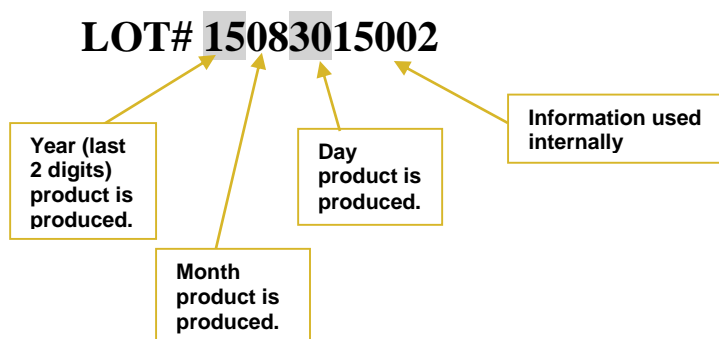 LOT# 15083015002
Year (last
2 digits)
product is
produced.
Month
product is
produced.
Day
product is
produced.
Information used
internally